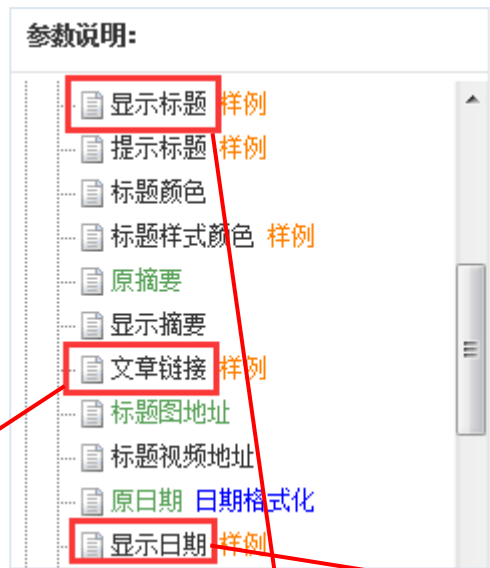 参数说明:
显示标题 样例
提示标题 样例
标题颜色
标题样式颜色 样例
原摘要
显示摘要
文章链接 样例
标题图地址
标题视频地址
原日期 日期格式化
显示日期 样例